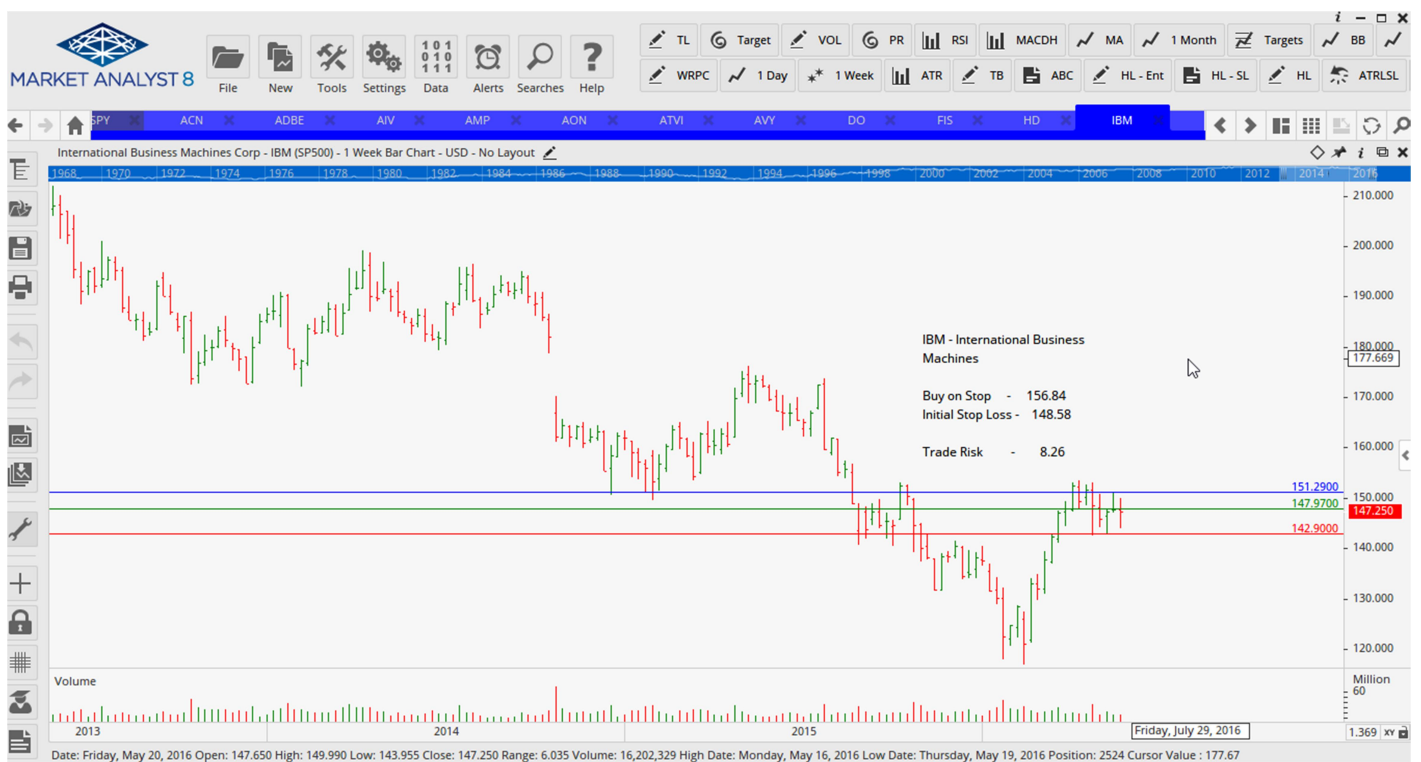 MARKET ANALYST 8
File New Tools Settings Data Alerts Searches Help
101
010
111
TL Target VOL PR RSI MACDH MA 1 Month Targets BB
WRPC 1 Day 1 Week ATR TB ABC HL - Ent HL - SL HL ATRLSL
SPY ACN ADBE AIV AMP AON ATVI AVY DO FIS HD IBM
International Business Machines Corp - IBM (SP500) - 1 Week Bar Chart - USD - No Layout
1968 1970 1972 1974 1976 1978 1980 1982 1984 1986 1988 1990 1992 1994 1996 1998 2000 2002 2004 2006 2008 2010 2012 2014 2016
210.000
200.000
190.000
IBM - International Business
Machines
180.000
177.669
Buy on Stop - 156.84
Initial Stop Loss - 148.58
170.000
Trade Risk - 8.26
160.000
151.2900
150.000
147.9700
147.250
142.9000
140.000
130.000
120.000
Volume
Million
60
2013 2014 2015 Friday, July 29, 2016 1.369 XY
Date: Friday, May 20, 2016 Open: 147.650 High: 149.990 Low: 143.955 Close: 147.250 Range: 6.035 Volume: 16,202,329 High Date: Monday, May 16, 2016 Low Date: Thursday, May 19, 2016 Position: 2524 Cursor Value : 177.67